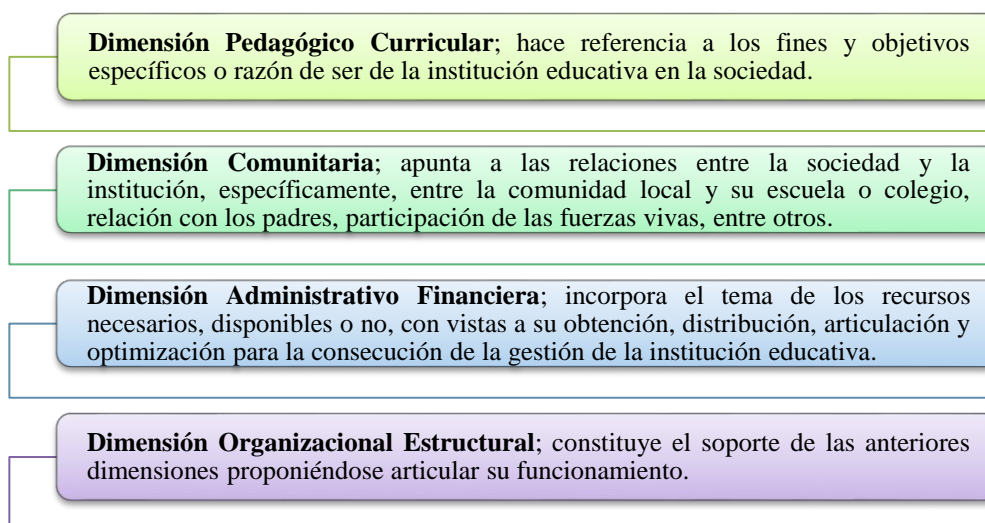 Dimensión Pedagógico Curricular; hace referencia a los fines y objetivos
específicos o razón de ser de la institución educativa en la sociedad.
Dimensión Comunitaria; apunta a las relaciones entre la sociedad y la
institución, específicamente, entre la comunidad local y su escuela o colegio,
relación con los padres, participación de las fuerzas vivas, entre otros.
Dimensión Administrativo Financiera; incorpora el tema de los recursos
necesarios, disponibles o no, con vistas a su obtención, distribución, articulación y
optimización para la consecución de la gestión de la institución educativa.
Dimensión Organizacional Estructural; constituye el soporte de las anteriores
dimensiones proponiéndose articular su funcionamiento.